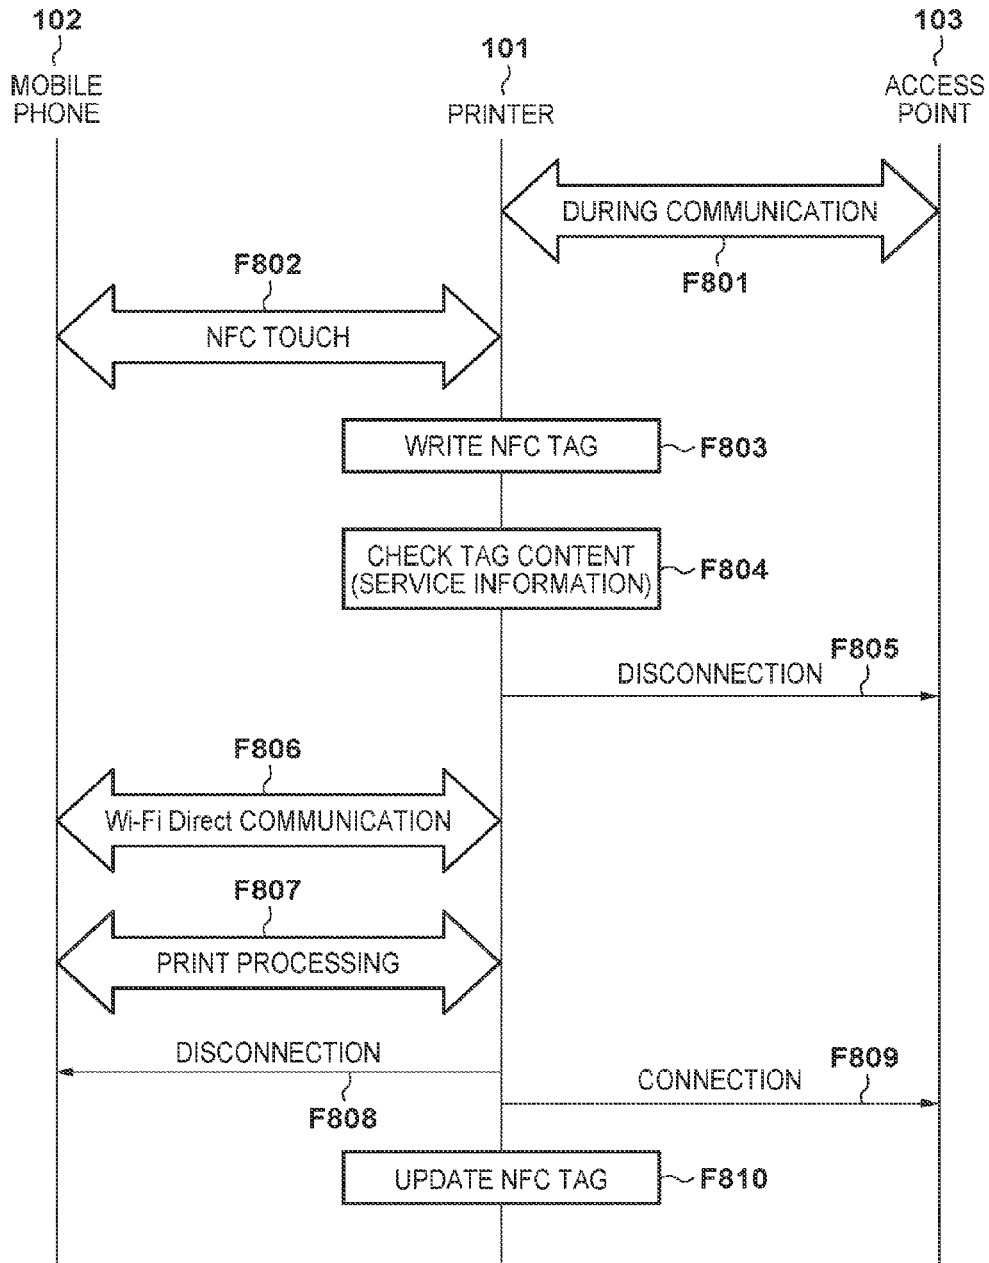 102
MOBILE
PHONE
101
PRINTER
103
ACCESS
POINT
DURING COMMUNICATION
F801
F802
NFC TOUCH
WRITE NFC TAG
F803
CHECK TAG CONTENT
(SERVICE INFORMATION)
F804
F805
DISCONNECTION
F806
Wi-Fi Direct COMMUNICATION
F807
PRINT PROCESSING
DISCONNECTION
F808
F809
CONNECTION
UPDATE NFC TAG
F810